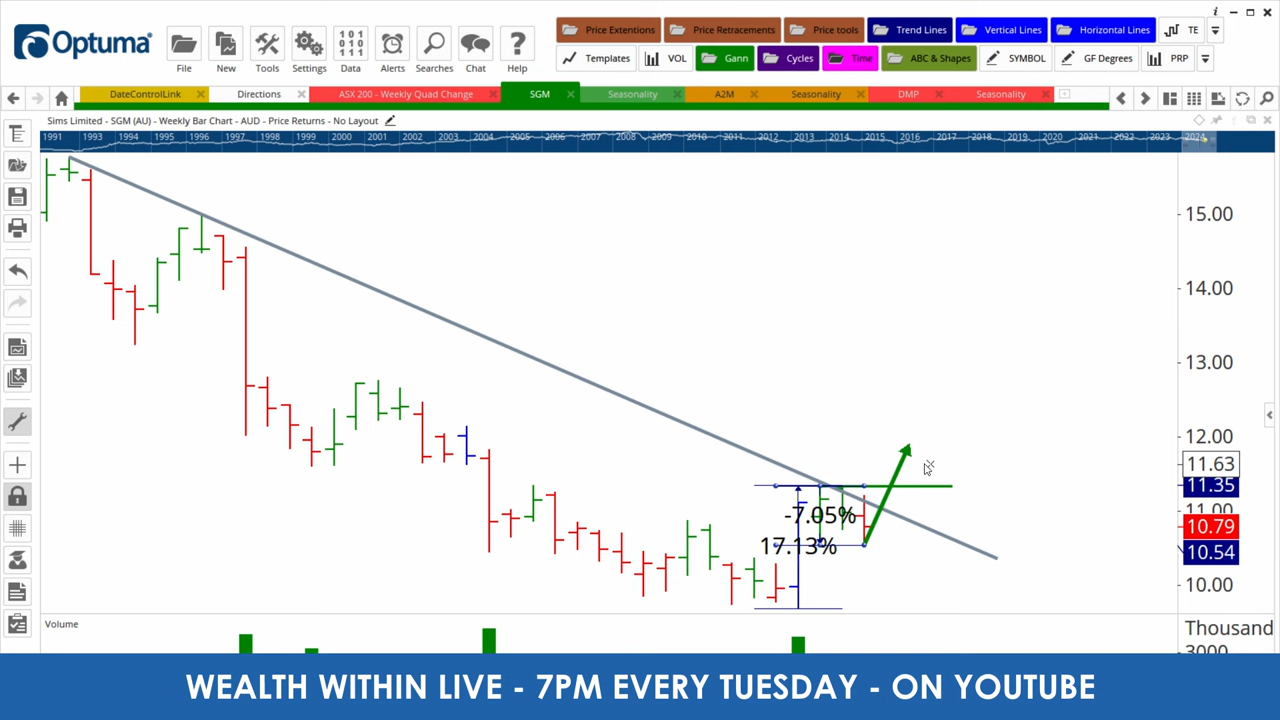 Optuma
File New Tools Settings Data Alerts Searches Chat Help
Price Extentions Price Retracements Price tools Trend Lines Vertical Lines Horizontal Lines TE
Templates VOL Gann Cycles Time ABC & Shapes SYMBOL GF Degrees PRP
DateControlLink Directions ASX 200 - Weekly Quad Change SGM Seasonality A2M Seasonality DMP Seasonality
Sims Limited - SGM (AU) - Weekly Bar Chart - AUD - Price Returns - No Layout
1991 1993 1994 1995 1996 1997 1998 1999 2000 2001 2002 2003 2004 2005 2006 2007 2008 2009 2010 2011 2012 2012 2013 2014 2015 2016 2017 2018 2019 2020 2021 2022 2023 2024
15.00
14.00
13.00
12.00
11.63
11.35
11.00
10.79
10.54
10.00
-7.05%
17.13%
Volume
Thousand
3000
WEALTH WITHIN LIVE - 7PM EVERY TUESDAY - ON YOUTUBE